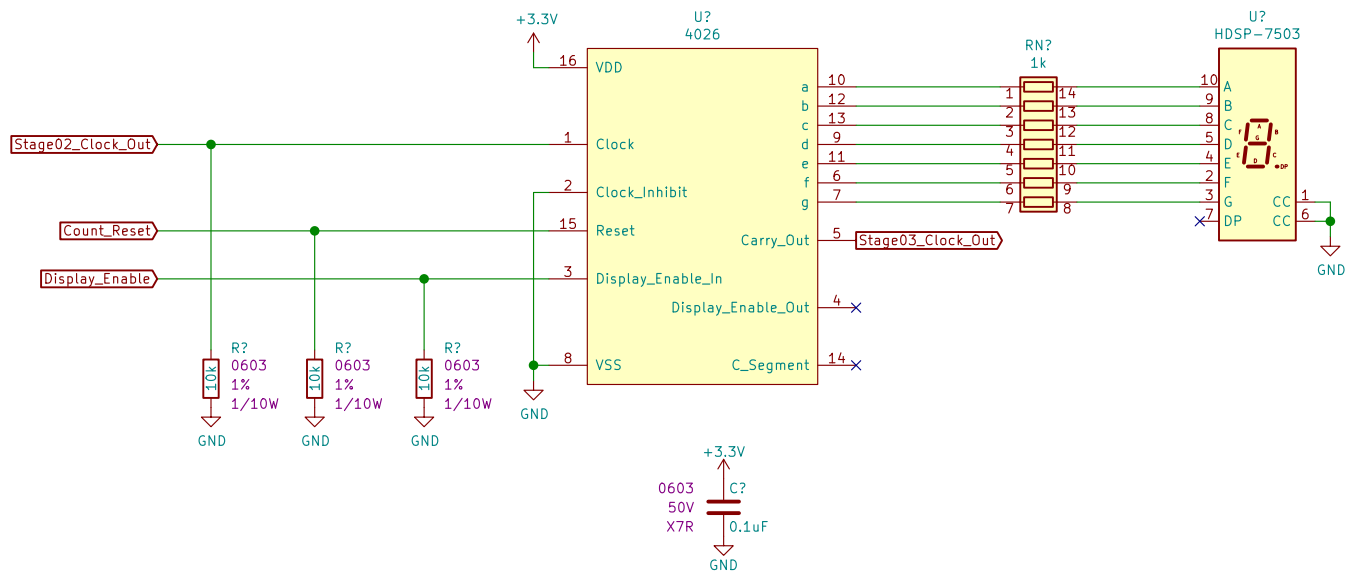 +3.3V
U?
4026
U?
HDSP-7503
RN?
1k
16 VDD
a 10
1 14
10 A
b 12
2 13
9 B
c 13
3 12
8 C
Stage02_Clock_Out
1 Clock
d 9
4 11
5 D
e 11
5 10
4 E
2 Clock_Inhibit
f 6
6 9
2 F
g 7
7 8
3 G
CC 1
7 DP
CC 6
A
B
C
D
E
F
G
DP
Count_Reset
15 Reset
Carry_Out 5
Stage03_Clock_Out
GND
Display_Enable
3 Display_Enable_In
Display_Enable_Out 4
8 VSS
C_Segment 14
R?
0603
1%
1/10W
10k
GND
R?
0603
1%
1/10W
10k
GND
R?
0603
1%
1/10W
10k
GND
GND
+3.3V
0603
50V
X7R
C?
0.1uF
GND